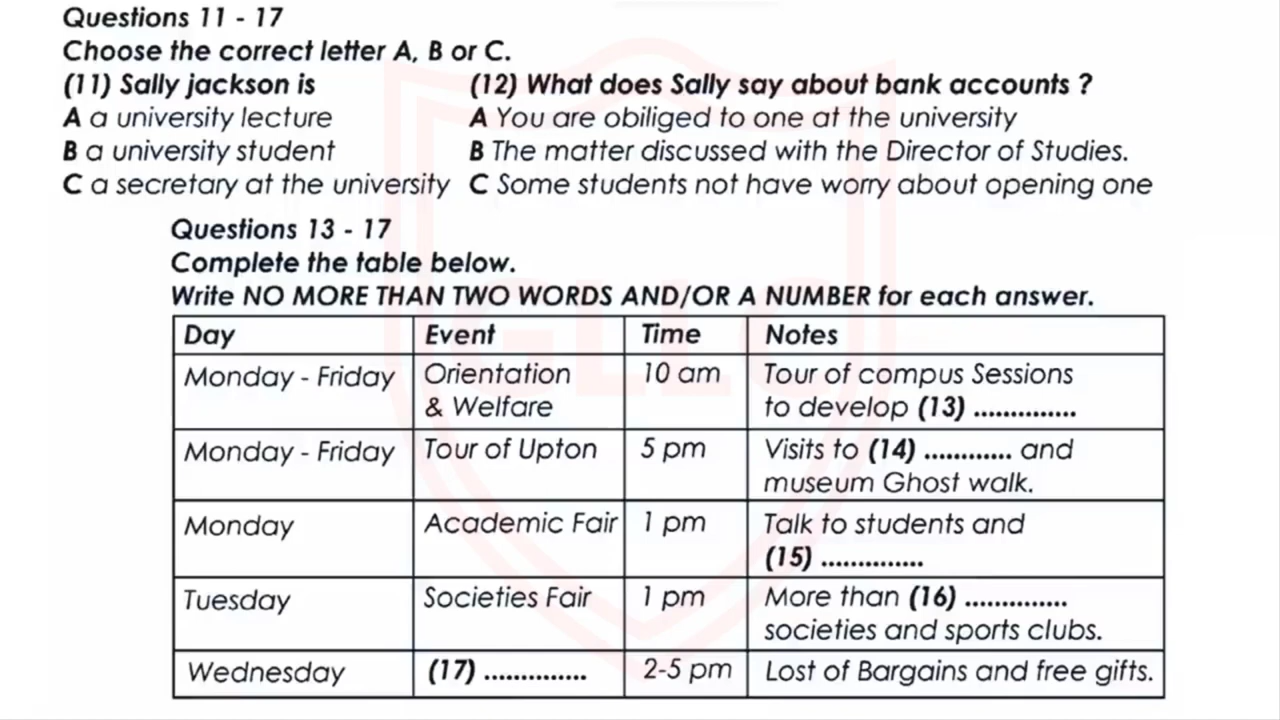 Questions 11 - 17
Choose the correct letter A, B or C.
(11) Sally jackson is
A a university lecture
B a university student
C a secretary at the university
(12) What does Sally say about bank accounts ?
A You are obiliged to one at the university
B The matter discussed with the Director of Studies.
C Some students not have worry about opening one
Questions 13 - 17
Complete the table below.
Write NO MORE THAN TWO WORDS AND/OR A NUMBER for each answer.
Day Event Time Notes
Monday - Friday Orientation & Welfare 10 am Tour of compus Sessions
to develop (13) ..............
Monday - Friday Tour of Upton 5 pm Visits to (14) ............ and
museum Ghost walk.
Monday Academic Fair 1 pm Talk to students and
(15) ..............
Tuesday Societies Fair 1 pm More than (16) ..............
societies and sports clubs.
Wednesday (17) .............. 2-5 pm Lost of Bargains and free gifts.